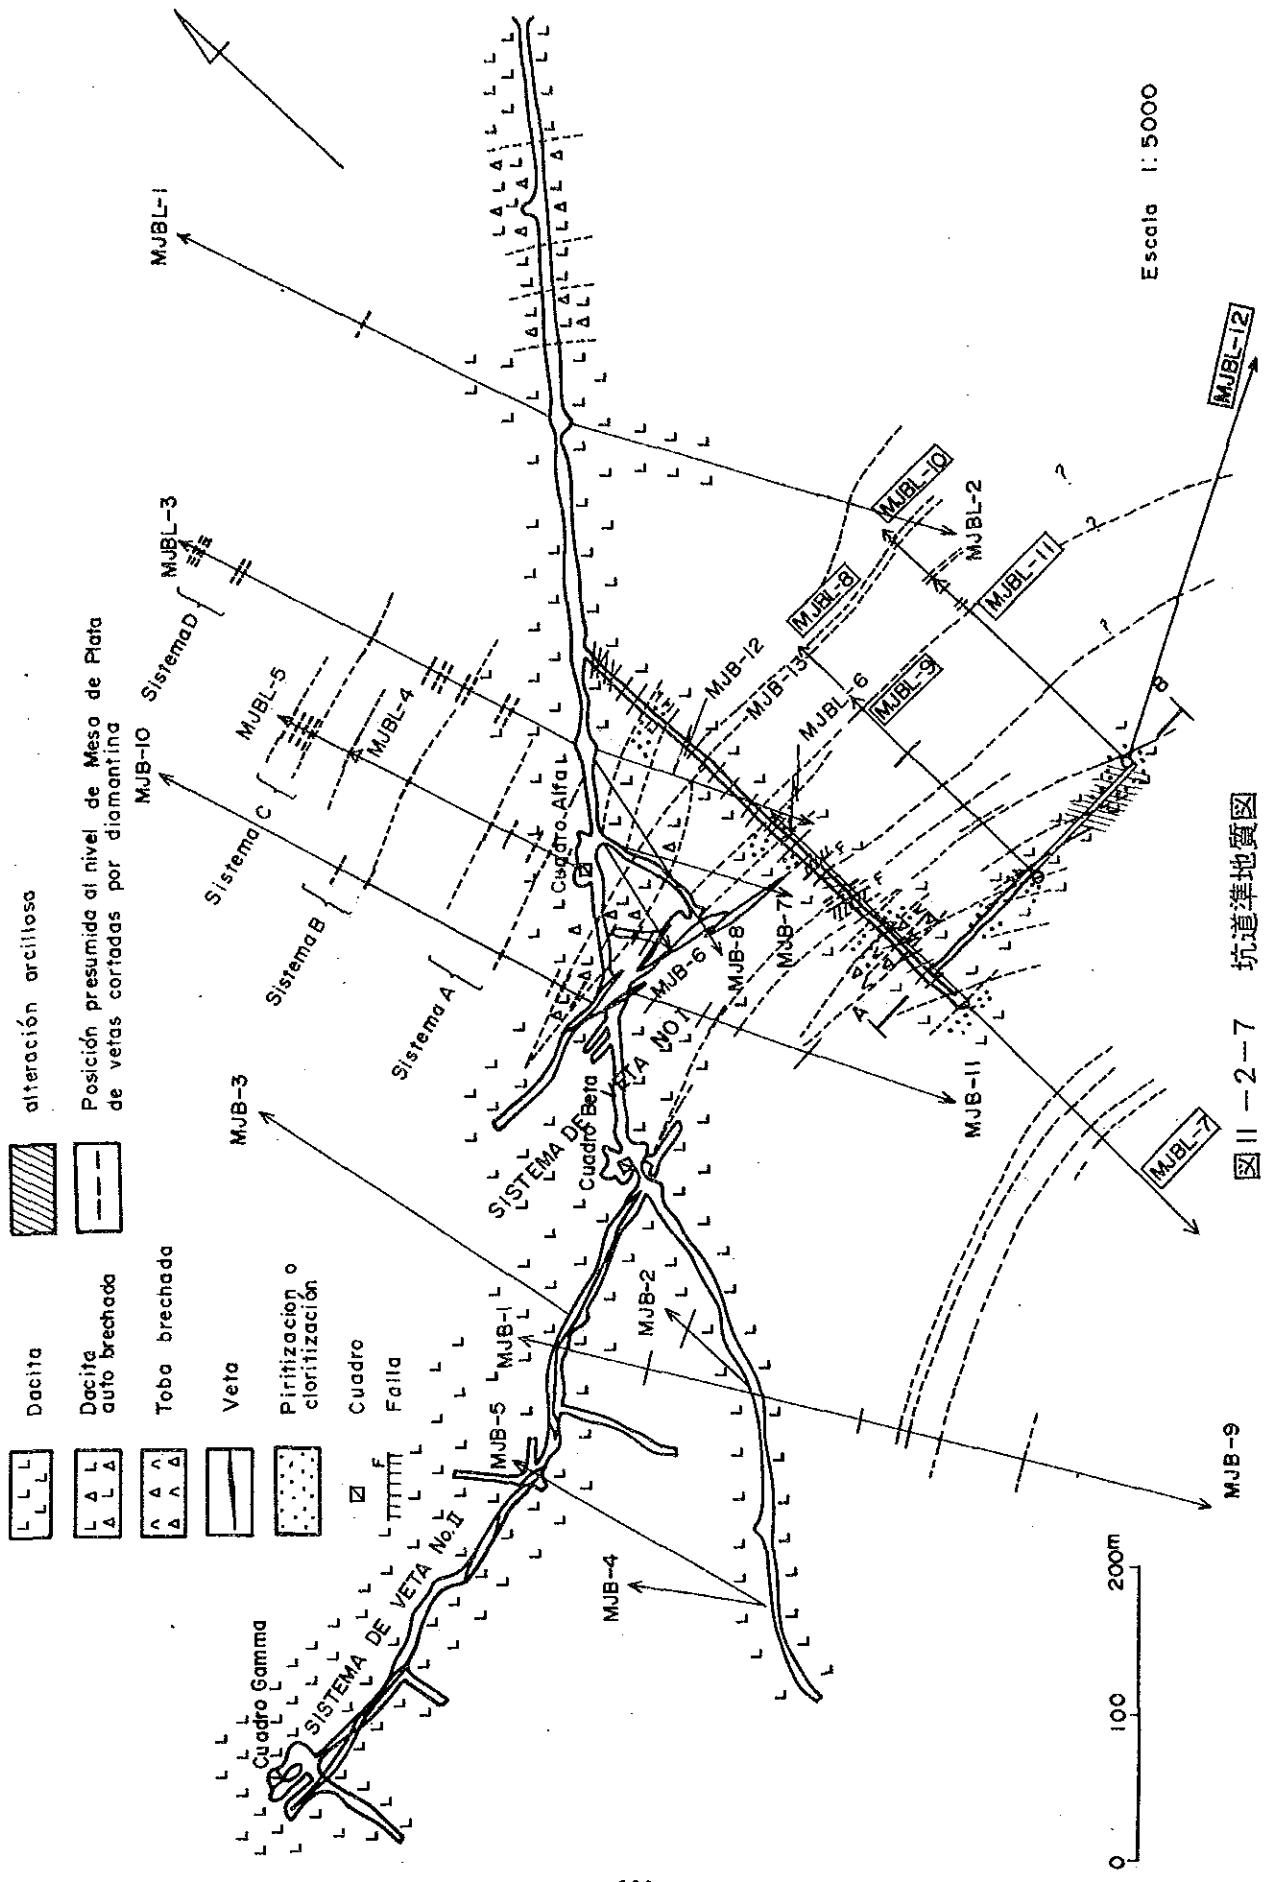 Dacita
Dacita
auto brechada
Toba brechada
Veta
Piritizacion o
cloritización
Cuadro
F
Falla
alteración arcillosa
Posición presumida al nivel de Mesa de Plata
de vetas cortadas por diamantina
MJBL-1
MJBL-3
Sistema D
MJBL-5
MJBL-4
MJB-10
Sistema C
Sistema B
Sistema A
MJB-3
Cuadro Alfa
Cuadro Beta
Cuadro Gamma
SISTEMA DE VETA NO I
SISTEMA DE VETA No.II
MJB-1
MJB-2
MJB-5
MJB-4
MJB-9
MJB-6
MJB-8
MJB-7
MJB-11
MJB-12
MJB-13
MJBL-6
MJBL-8
MJBL-9
MJBL-10
MJBL-2
MJBL-11
MJBL-12
MJBL-7
A
B
F
F
?
?
?
Escala 1:5000
0 100 200m
図II-2-7 坑道準地質図